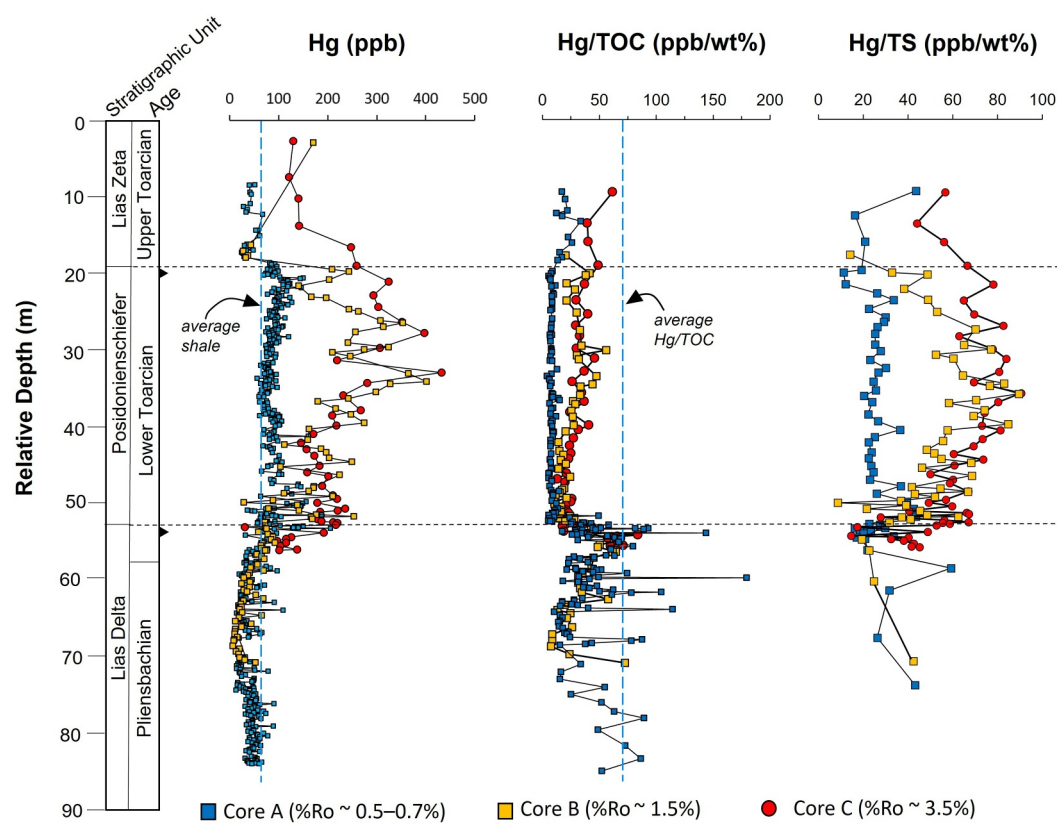 Stratigraphic Unit
Age
Hg (ppb)
Hg/TOC (ppb/wt%)
Hg/TS (ppb/wt%)
0 100 200 300 400 500
0 50 100 150 200
0 20 40 60 80 100
Relative Depth (m)
0
10
20
30
40
50
60
70
80
90
Lias Zeta
Upper Toarcian
Posidonienschiefer
Lower Toarcian
Lias Delta
Pliensbachian
average
shale
average
Hg/TOC
Core A (%Ro ~ 0.5–0.7%)
Core B (%Ro ~ 1.5%)
Core C (%Ro ~ 3.5%)